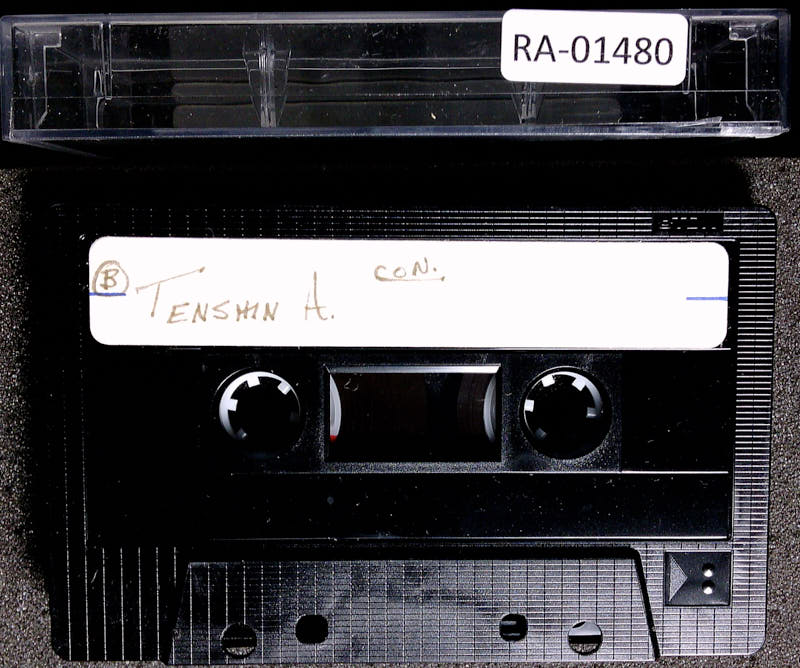 RA-01480
B
CON.
TENSHIN A.